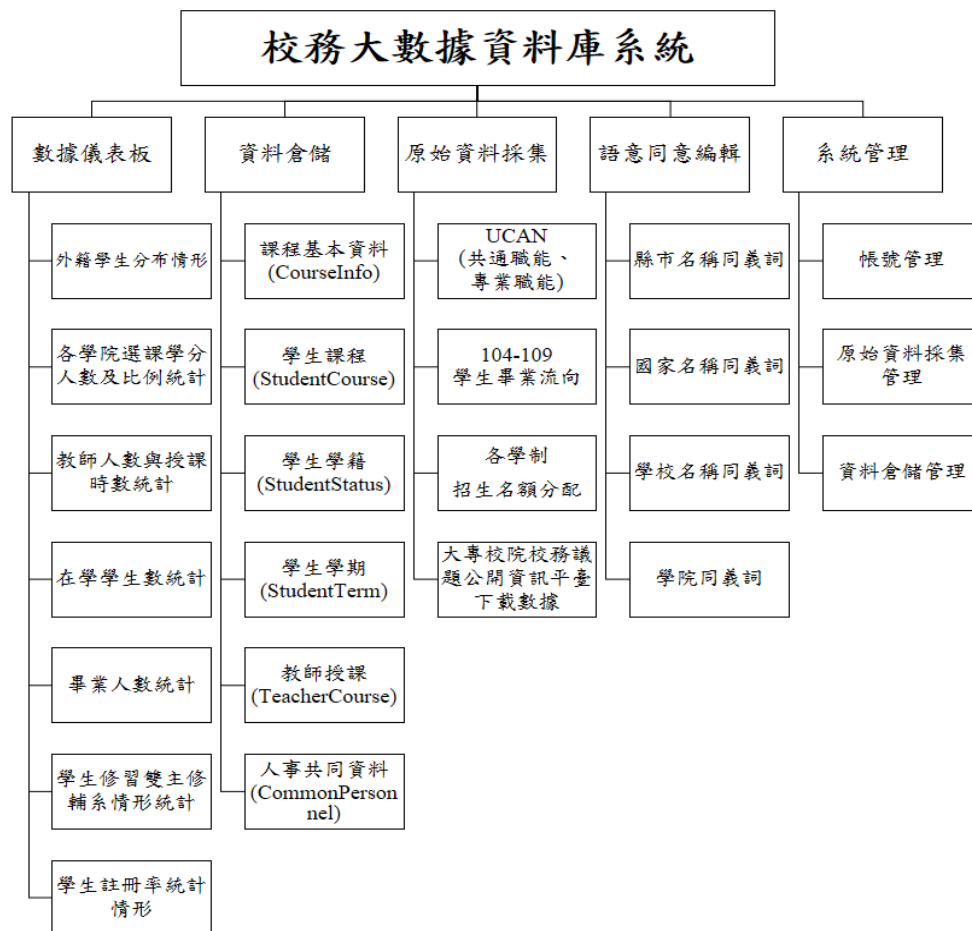 校務大數據資料庫系統
數據儀表板
外籍學生分布情形
各學院選課學分
人數及比例統計
教師人數與授課
時數統計
在學學生數統計
畢業人數統計
學生修習雙主修
輔系情形統計
學生註冊率統計
情形
資料倉儲
課程基本資料
(CourseInfo)
學生課程
(StudentCourse)
學生學籍
(StudentStatus)
學生學期
(StudentTerm)
教師授課
(TeacherCourse)
人事共同資料
(CommonPerson
nel)
原始資料採集
UCAN
(共通職能、
專業職能)
104-109
學生畢業流向
各學制
招生名額分配
大專校院校務議
題公開資訊平臺
下載數據
語意同意編輯
縣市名稱同義詞
國家名稱同義詞
學校名稱同義詞
學院同義詞
系統管理
帳號管理
原始資料採集
管理
資料倉儲管理